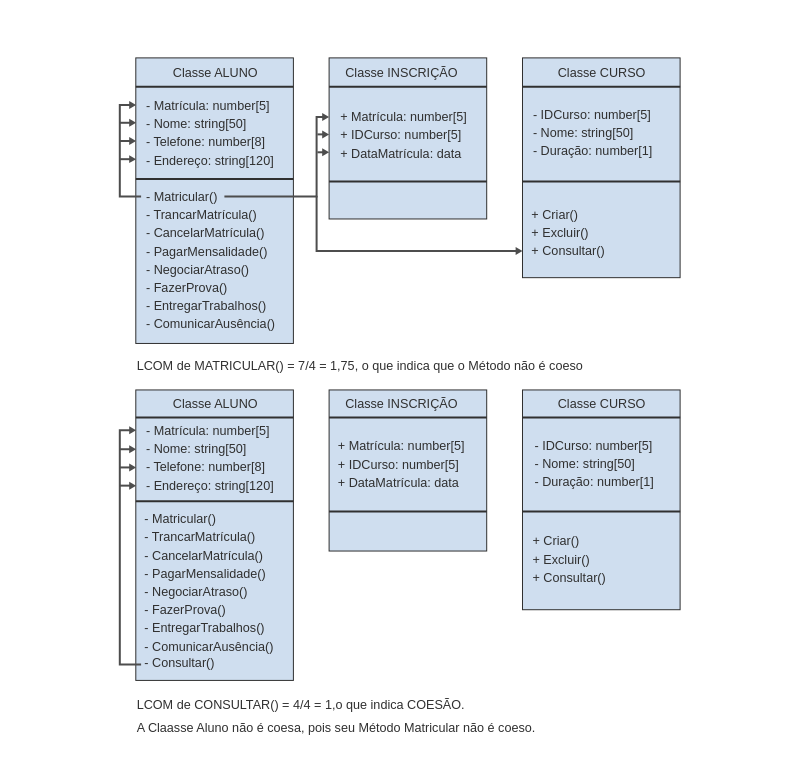 Classe ALUNO
- Matrícula: number[5]
- Nome: string[50]
- Telefone: number[8]
- Endereço: string[120]
- Matricular()
- TrancarMatrícula()
- CancelarMatrícula()
- PagarMensalidade()
- NegociarAtraso()
- FazerProva()
- EntregarTrabalhos()
- ComunicarAusência()
Classe INSCRIÇÃO
+ Matrícula: number[5]
+ IDCurso: number[5]
+ DataMatrícula: data
Classe CURSO
- IDCurso: number[5]
- Nome: string[50]
- Duração: number[1]
+ Criar()
+ Excluir()
+ Consultar()
LCOM de MATRICULAR() = 7/4 = 1,75, o que indica que o Método não é coeso
Classe ALUNO
- Matrícula: number[5]
- Nome: string[50]
- Telefone: number[8]
- Endereço: string[120]
- Matricular()
- TrancarMatrícula()
- CancelarMatrícula()
- PagarMensalidade()
- NegociarAtraso()
- FazerProva()
- EntregarTrabalhos()
- ComunicarAusência()
- Consultar()
Classe INSCRIÇÃO
+ Matrícula: number[5]
+ IDCurso: number[5]
+ DataMatrícula: data
Classe CURSO
- IDCurso: number[5]
- Nome: string[50]
- Duração: number[1]
+ Criar()
+ Excluir()
+ Consultar()
LCOM de CONSULTAR() = 4/4 = 1,o que indica COESÃO.
A Claasse Aluno não é coesa, pois seu Método Matricular não é coeso.